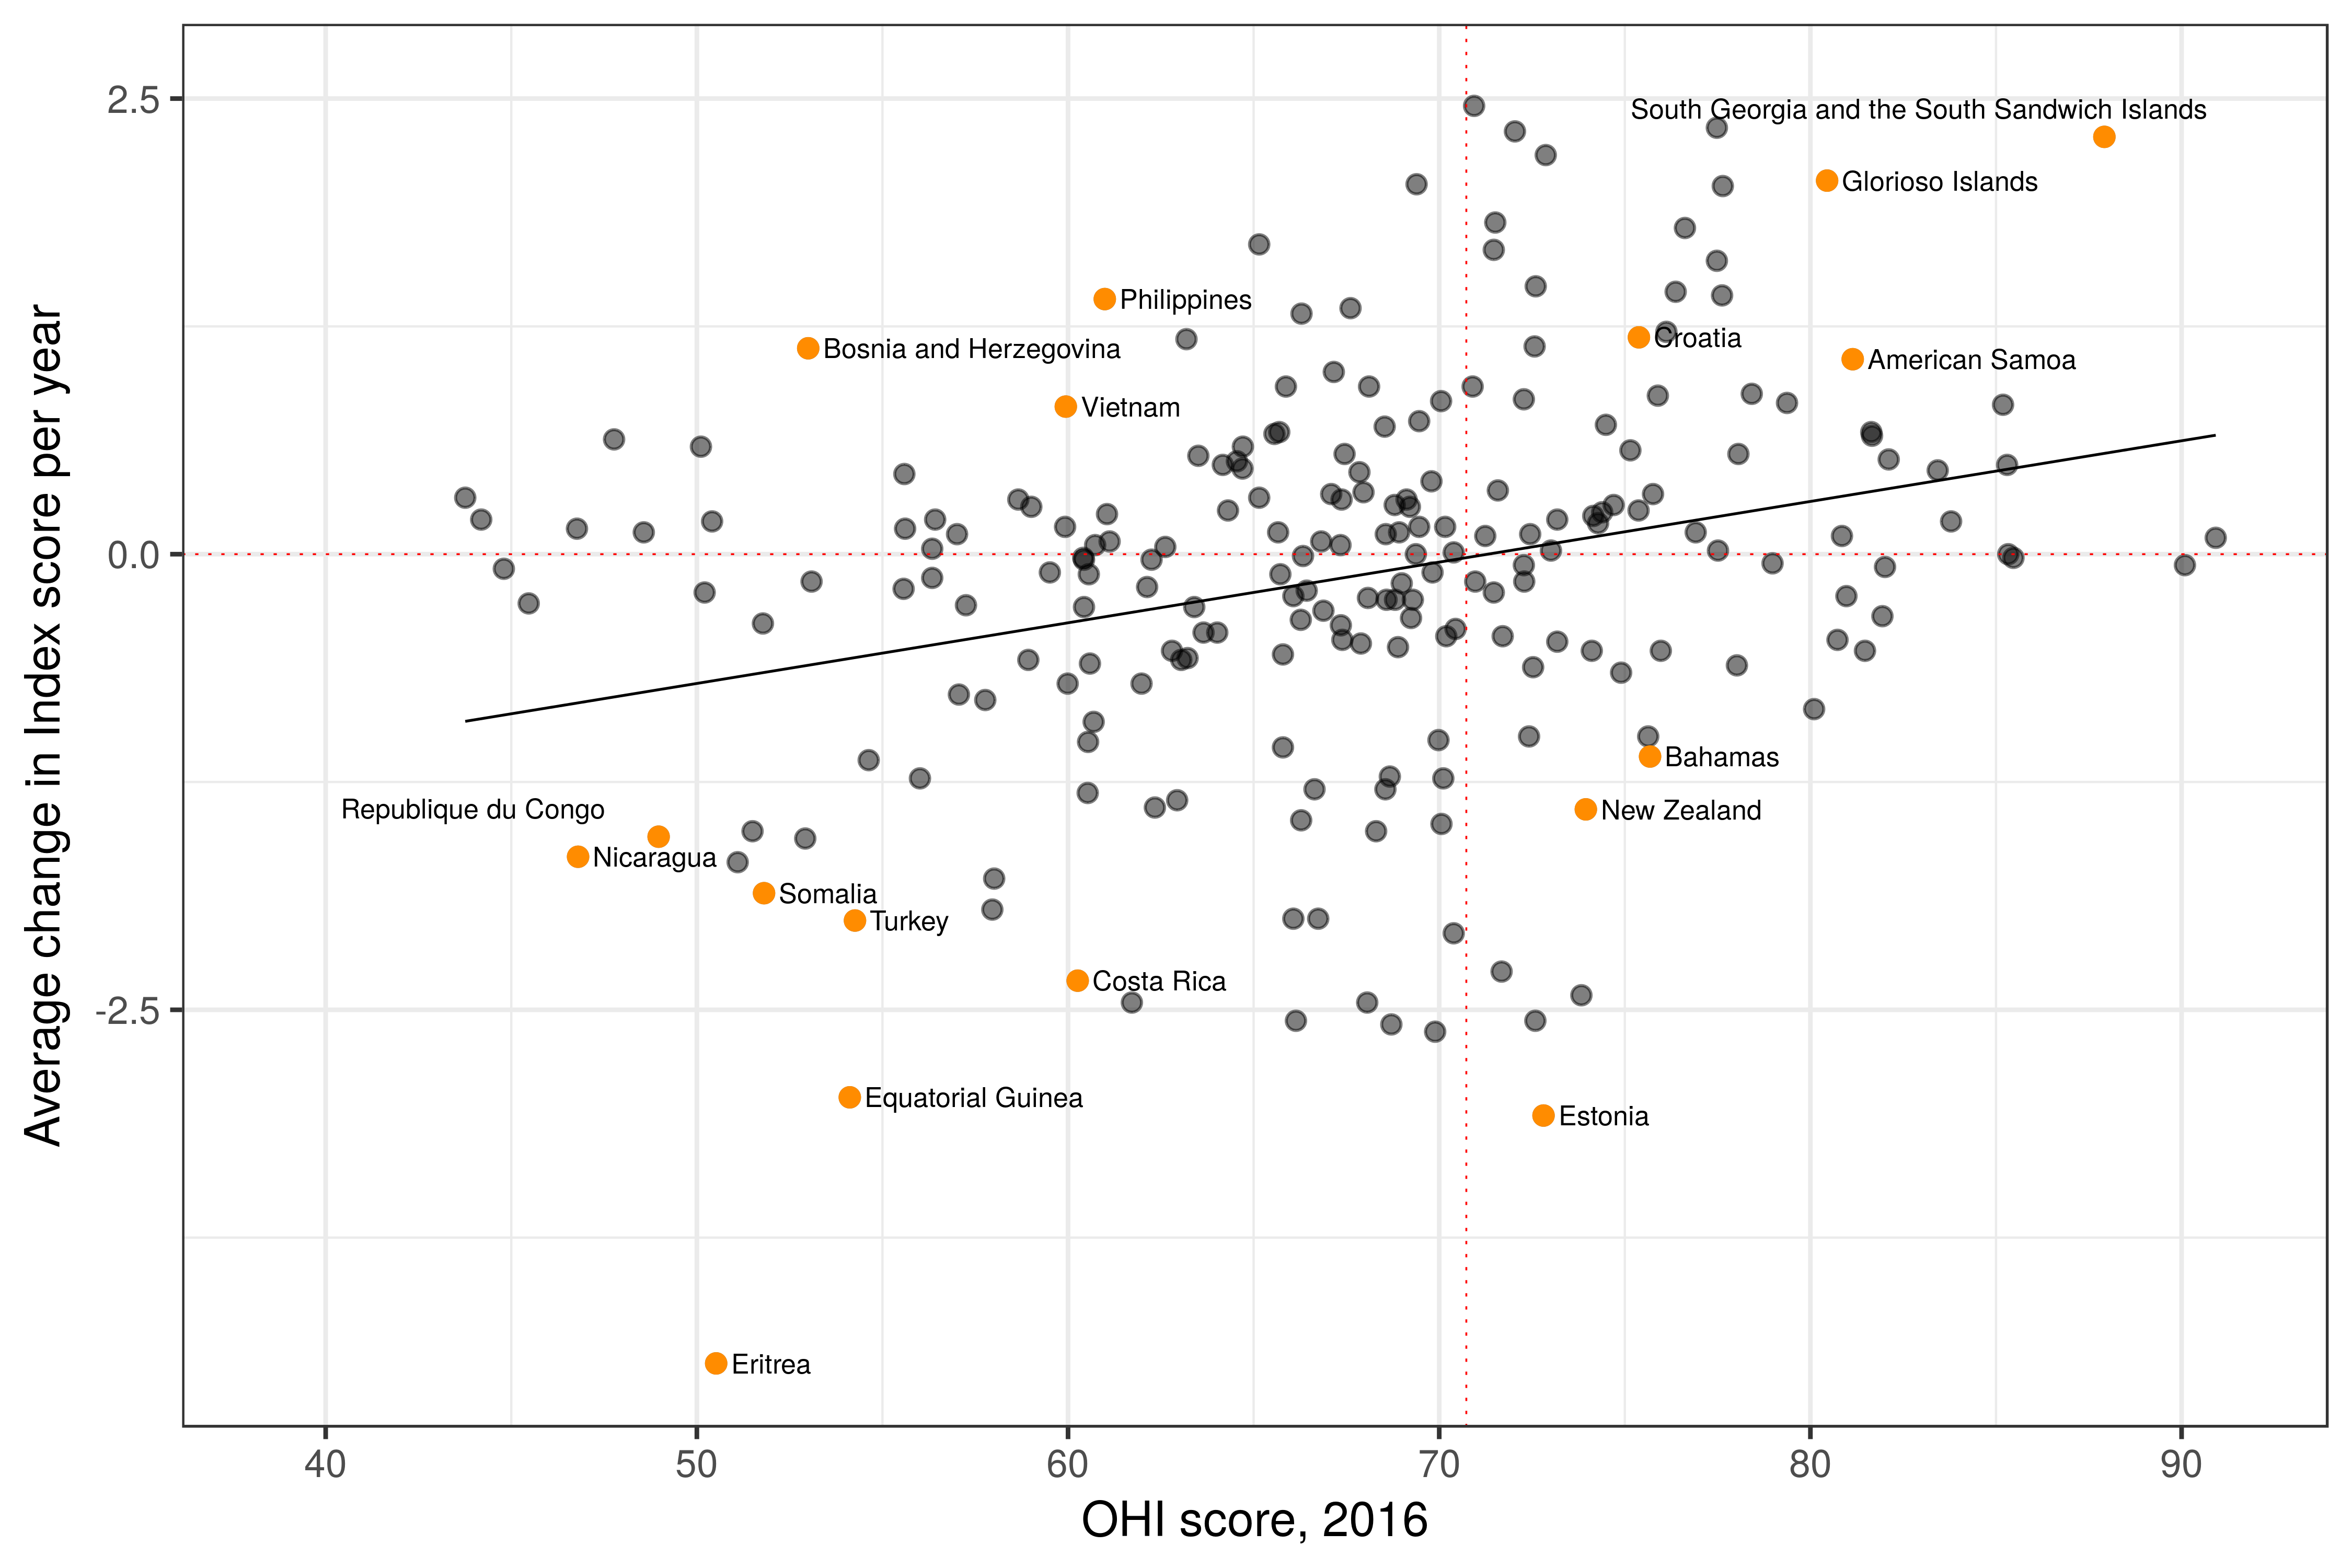 Average change in Index score per year
2.5
0.0
-2.5
South Georgia and the South Sandwich Islands
Glorioso Islands
Philippines
Croatia
Bosnia and Herzegovina
American Samoa
Vietnam
Bahamas
Republique du Congo
New Zealand
Nicaragua
Somalia
Turkey
Costa Rica
Equatorial Guinea
Estonia
Eritrea
40
50
60
70
80
90
OHI score, 2016